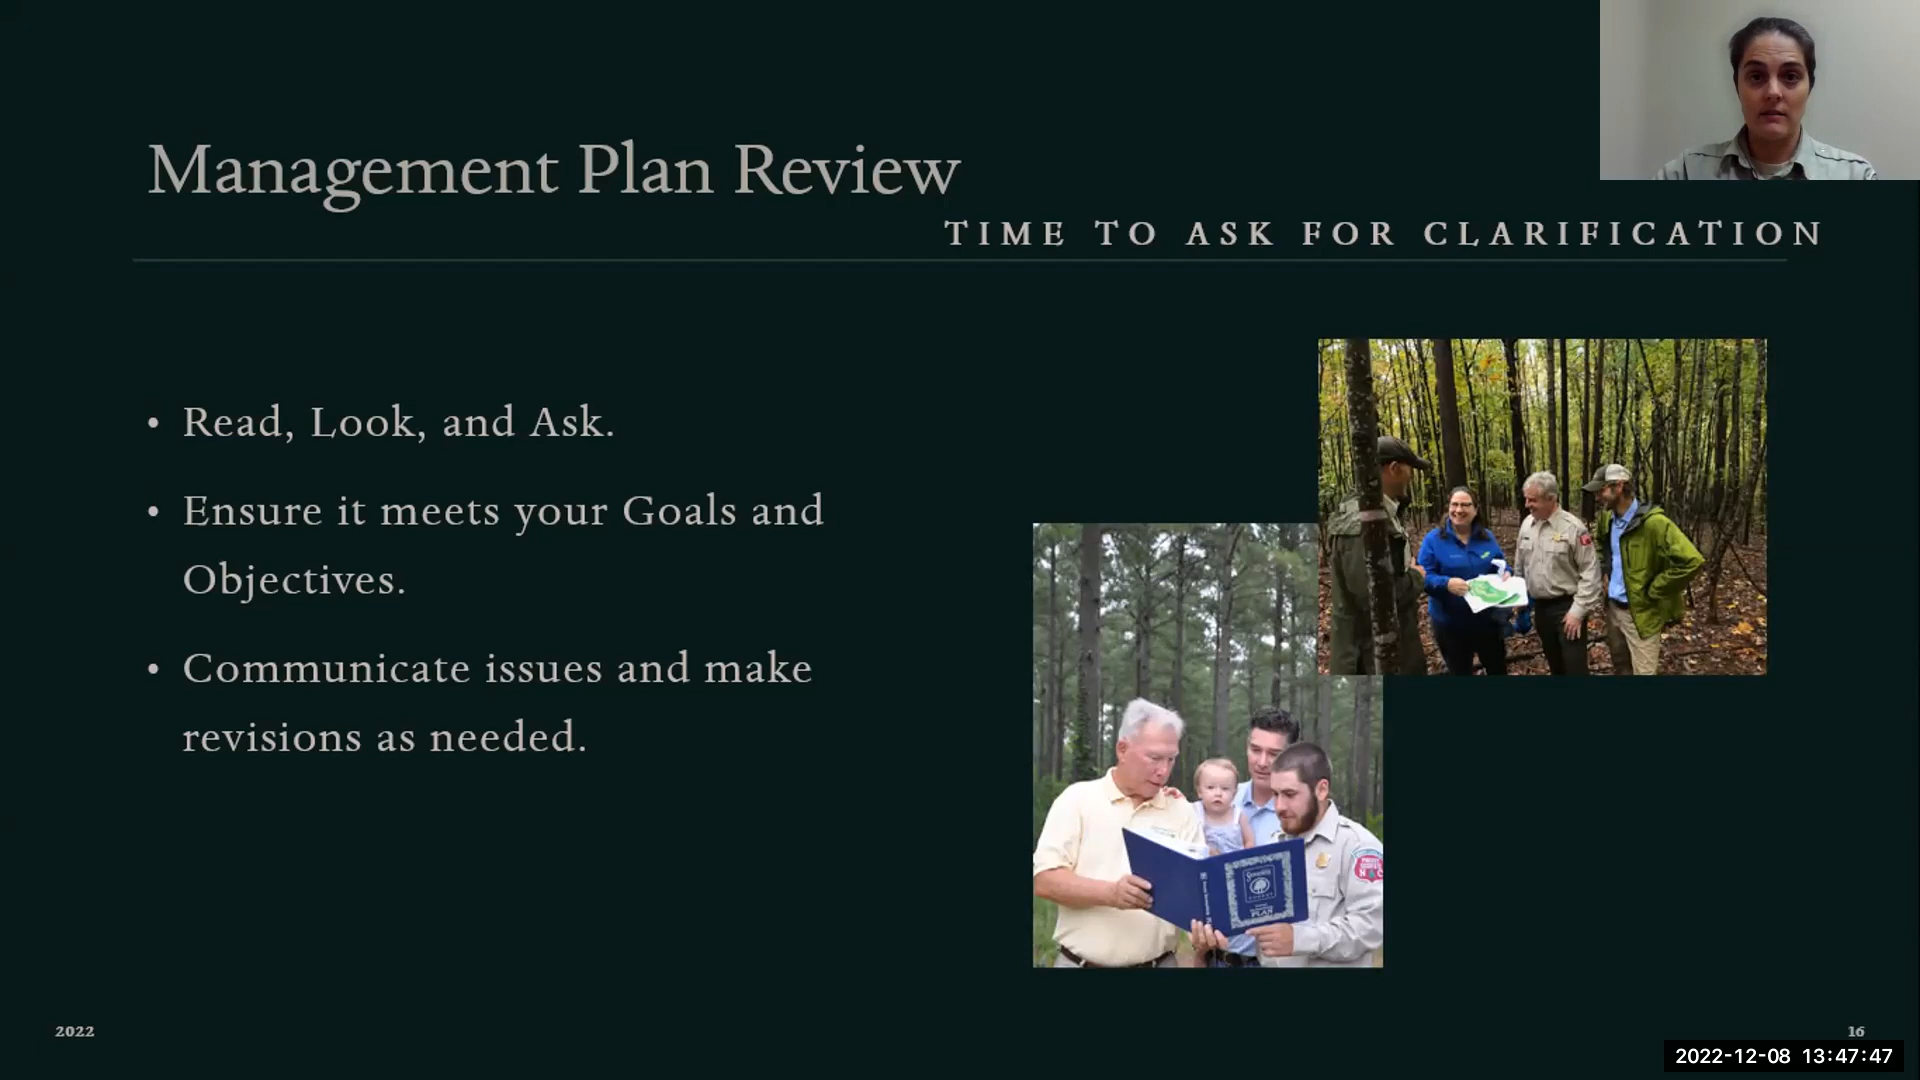 Management Plan Review
TIME TO ASK FOR CLARIFICATION
• Read, Look, and Ask.
• Ensure it meets your Goals and
Objectives.
• Communicate issues and make
revisions as needed.
PLAN
2022
16
2022-12-08 13:47:47